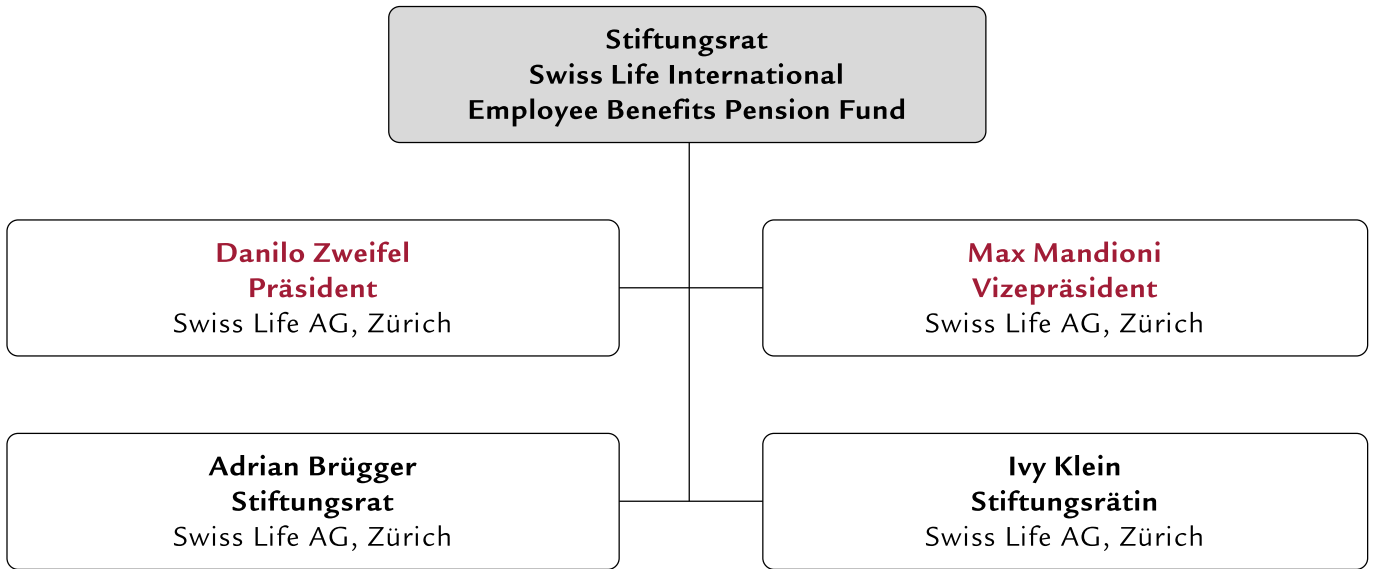 Stiftungsrat
Swiss Life International
Employee Benefits Pension Fund
Danilo Zweifel
Präsident
Swiss Life AG, Zürich
Max Mandioni
Vizepräsident
Swiss Life AG, Zürich
Adrian Brügger
Stiftungsrat
Swiss Life AG, Zürich
Ivy Klein
Stiftungsrätin
Swiss Life AG, Zürich